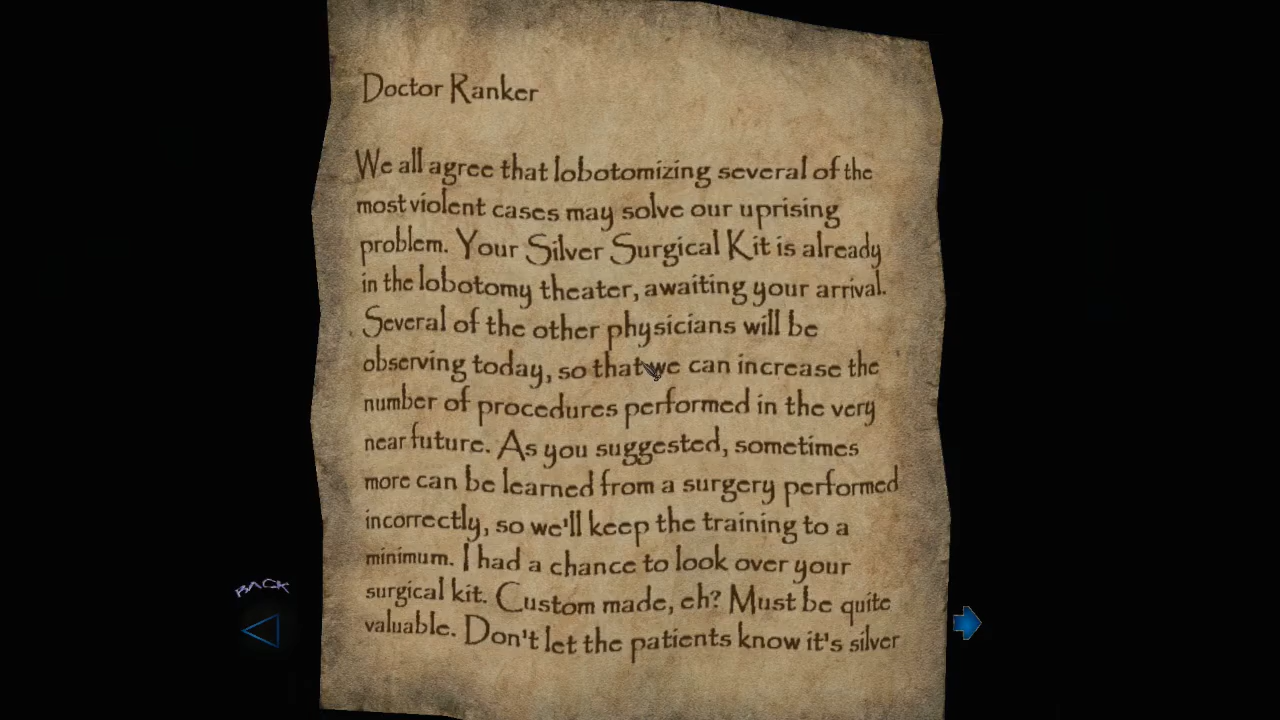 Doctor Ranker
We all agree that lobotomizing several of the
most violent cases may solve our uprising
problem. Your Silver Surgical Kit is already
in the lobotomy theater, awaiting your arrival.
Several of the other physicians will be
observing today, so that we can increase the
number of procedures performed in the very
near future. As you suggested, sometimes
more can be learned from a surgery performed
incorrectly, so we'll keep the training to a
minimum. I had a chance to look over your
surgical kit. Custom made, eh? Must be quite
valuable. Don't let the patients know it's silver
BACK